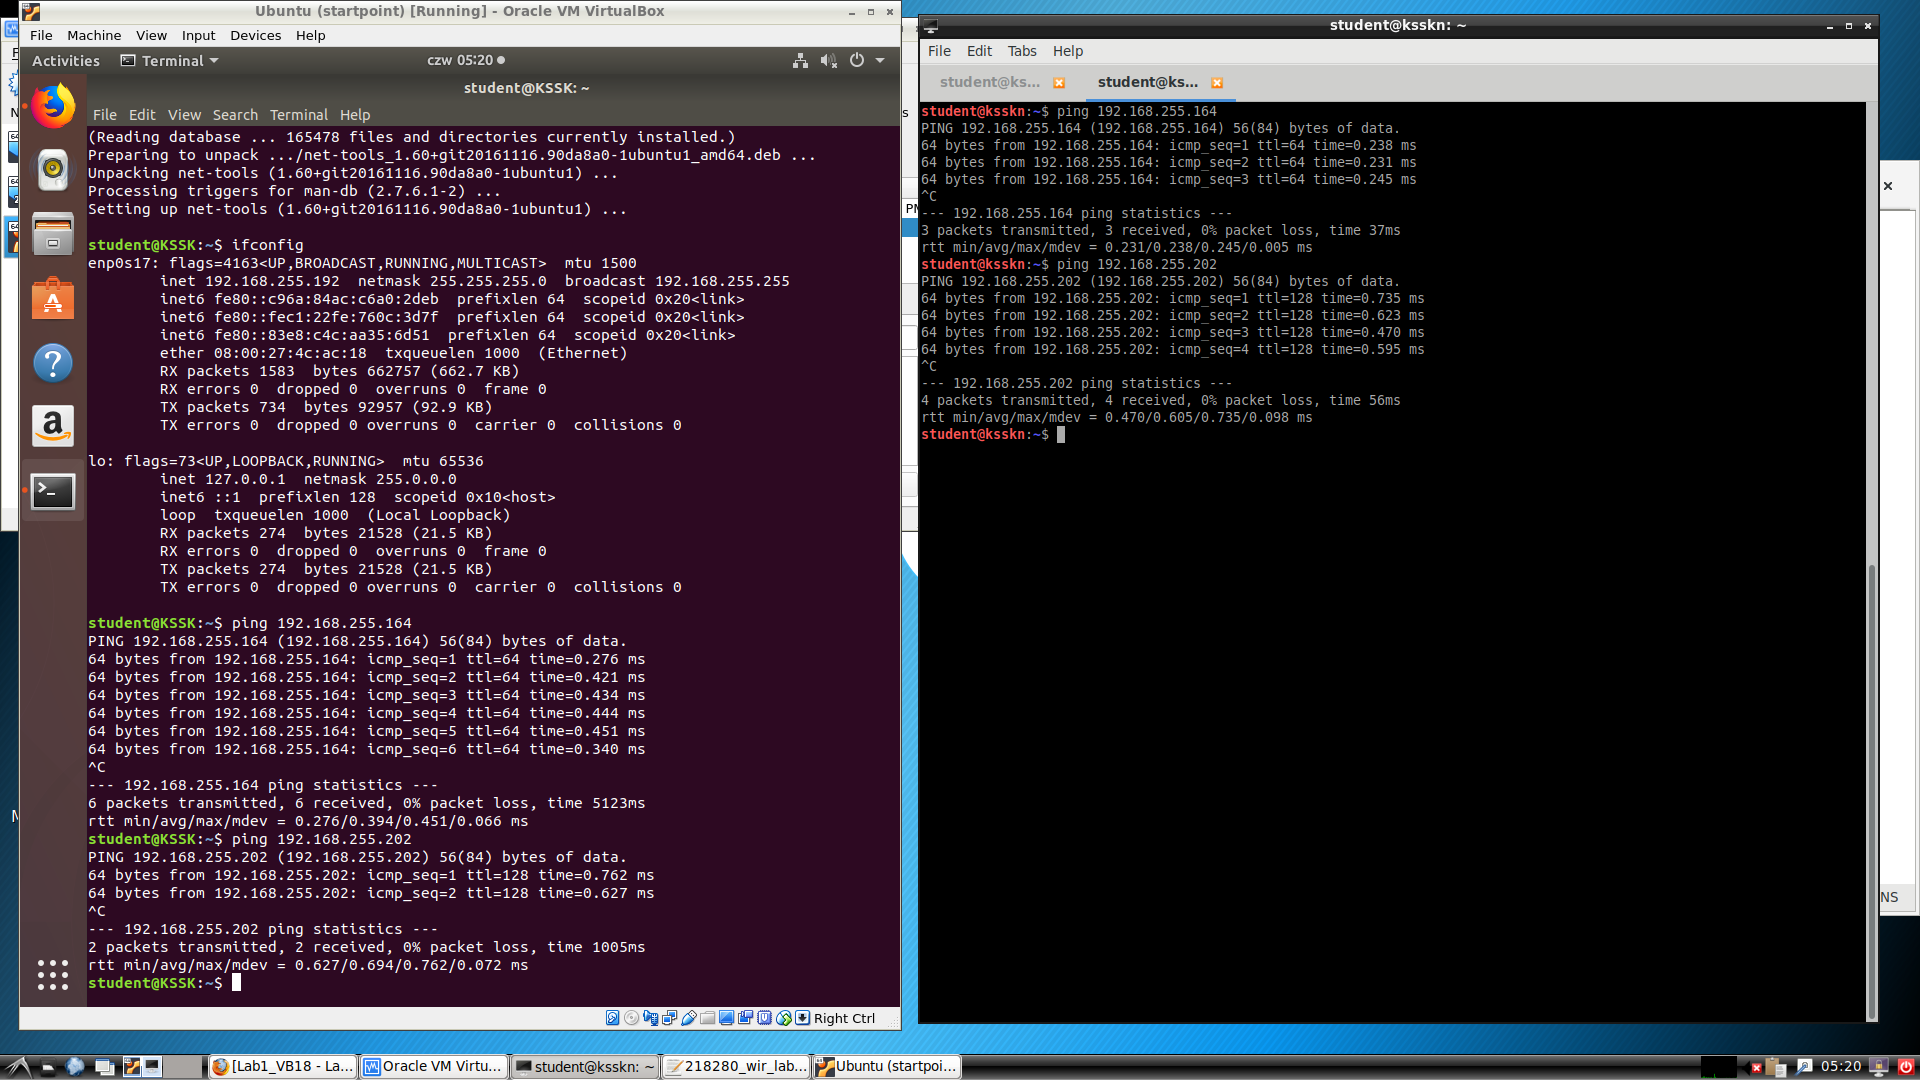 Ubuntu (startpoint) [Running] - Oracle VM VirtualBox
File Machine View Input Devices Help
Activities Terminal czw 05:20
student@KSSK: ~
File Edit View Search Terminal Help
(Reading database ... 165478 files and directories currently installed.)
Preparing to unpack .../net-tools_1.60+git20161116.90da8a0-1ubuntu1_amd64.deb ...
Unpacking net-tools (1.60+git20161116.90da8a0-1ubuntu1) ...
Processing triggers for man-db (2.7.6.1-2) ...
Setting up net-tools (1.60+git20161116.90da8a0-1ubuntu1) ...
student@KSSK:~$ ifconfig
enp0s17: flags=4163<UP,BROADCAST,RUNNING,MULTICAST>  mtu 1500
inet 192.168.255.192  netmask 255.255.255.0  broadcast 192.168.255.255
inet6 fe80::c96a:84ac:c6a0:2deb  prefixlen 64  scopeid 0x20<link>
inet6 fe80::fec1:22fe:760c:3d7f  prefixlen 64  scopeid 0x20<link>
inet6 fe80::83e8:c4c:aa35:6d51  prefixlen 64  scopeid 0x20<link>
ether 08:00:27:4c:ac:18  txqueuelen 1000  (Ethernet)
RX packets 1583  bytes 662757 (662.7 KB)
RX errors 0  dropped 0  overruns 0  frame 0
TX packets 734  bytes 92957 (92.9 KB)
TX errors 0  dropped 0 overruns 0  carrier 0  collisions 0
lo: flags=73<UP,LOOPBACK,RUNNING>  mtu 65536
inet 127.0.0.1  netmask 255.0.0.0
inet6 ::1  prefixlen 128  scopeid 0x10<host>
loop  txqueuelen 1000  (Local Loopback)
RX packets 274  bytes 21528 (21.5 KB)
RX errors 0  dropped 0  overruns 0  frame 0
TX packets 274  bytes 21528 (21.5 KB)
TX errors 0  dropped 0 overruns 0  carrier 0  collisions 0
student@KSSK:~$ ping 192.168.255.164
PING 192.168.255.164 (192.168.255.164) 56(84) bytes of data.
64 bytes from 192.168.255.164: icmp_seq=1 ttl=64 time=0.276 ms
64 bytes from 192.168.255.164: icmp_seq=2 ttl=64 time=0.421 ms
64 bytes from 192.168.255.164: icmp_seq=3 ttl=64 time=0.434 ms
64 bytes from 192.168.255.164: icmp_seq=4 ttl=64 time=0.444 ms
64 bytes from 192.168.255.164: icmp_seq=5 ttl=64 time=0.451 ms
64 bytes from 192.168.255.164: icmp_seq=6 ttl=64 time=0.340 ms
^C
--- 192.168.255.164 ping statistics ---
6 packets transmitted, 6 received, 0% packet loss, time 5123ms
rtt min/avg/max/mdev = 0.276/0.394/0.451/0.066 ms
student@KSSK:~$ ping 192.168.255.202
PING 192.168.255.202 (192.168.255.202) 56(84) bytes of data.
64 bytes from 192.168.255.202: icmp_seq=1 ttl=128 time=0.762 ms
64 bytes from 192.168.255.202: icmp_seq=2 ttl=128 time=0.627 ms
^C
--- 192.168.255.202 ping statistics ---
2 packets transmitted, 2 received, 0% packet loss, time 1005ms
rtt min/avg/max/mdev = 0.627/0.694/0.762/0.072 ms
student@KSSK:~$
Right Ctrl
student@ksskn: ~
File Edit Tabs Help
student@ks... student@ks...
student@ksskn:~$ ping 192.168.255.164
PING 192.168.255.164 (192.168.255.164) 56(84) bytes of data.
64 bytes from 192.168.255.164: icmp_seq=1 ttl=64 time=0.238 ms
64 bytes from 192.168.255.164: icmp_seq=2 ttl=64 time=0.231 ms
64 bytes from 192.168.255.164: icmp_seq=3 ttl=64 time=0.245 ms
^C
--- 192.168.255.164 ping statistics ---
3 packets transmitted, 3 received, 0% packet loss, time 37ms
rtt min/avg/max/mdev = 0.231/0.238/0.245/0.005 ms
student@ksskn:~$ ping 192.168.255.202
PING 192.168.255.202 (192.168.255.202) 56(84) bytes of data.
64 bytes from 192.168.255.202: icmp_seq=1 ttl=128 time=0.735 ms
64 bytes from 192.168.255.202: icmp_seq=2 ttl=128 time=0.623 ms
64 bytes from 192.168.255.202: icmp_seq=3 ttl=128 time=0.470 ms
64 bytes from 192.168.255.202: icmp_seq=4 ttl=128 time=0.595 ms
^C
--- 192.168.255.202 ping statistics ---
4 packets transmitted, 4 received, 0% packet loss, time 56ms
rtt min/avg/max/mdev = 0.470/0.605/0.735/0.098 ms
student@ksskn:~$
NS
[Lab1_VB18 - La... Oracle VM Virtu... student@ksskn: ~ 218280_wir_lab... Ubuntu (startpoi... 05:20